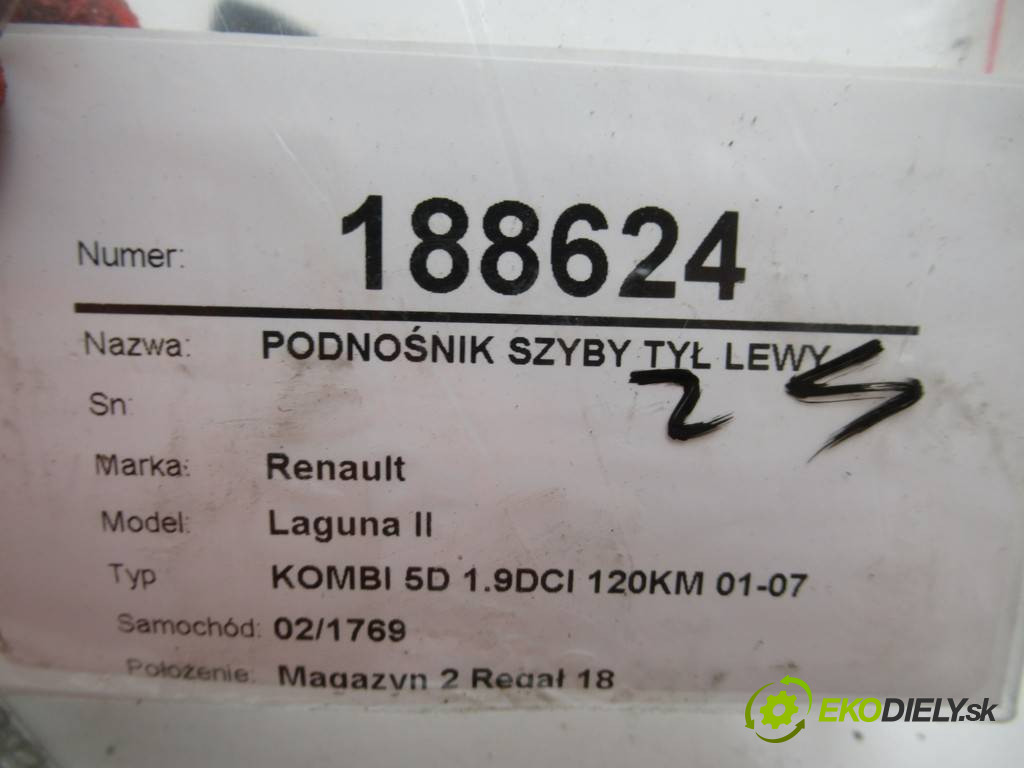 Numer: 188624
Nazwa: PODNOŚNIK SZYBY TYŁ LEWY
Sn:
Marka: Renault
Model: Laguna II
Typ KOMBI 5D 1.9DCI 120KM 01-07
Samochód: 02/1769
Położenie: Magazyn 2 Regał 18
EKODIELY.sk